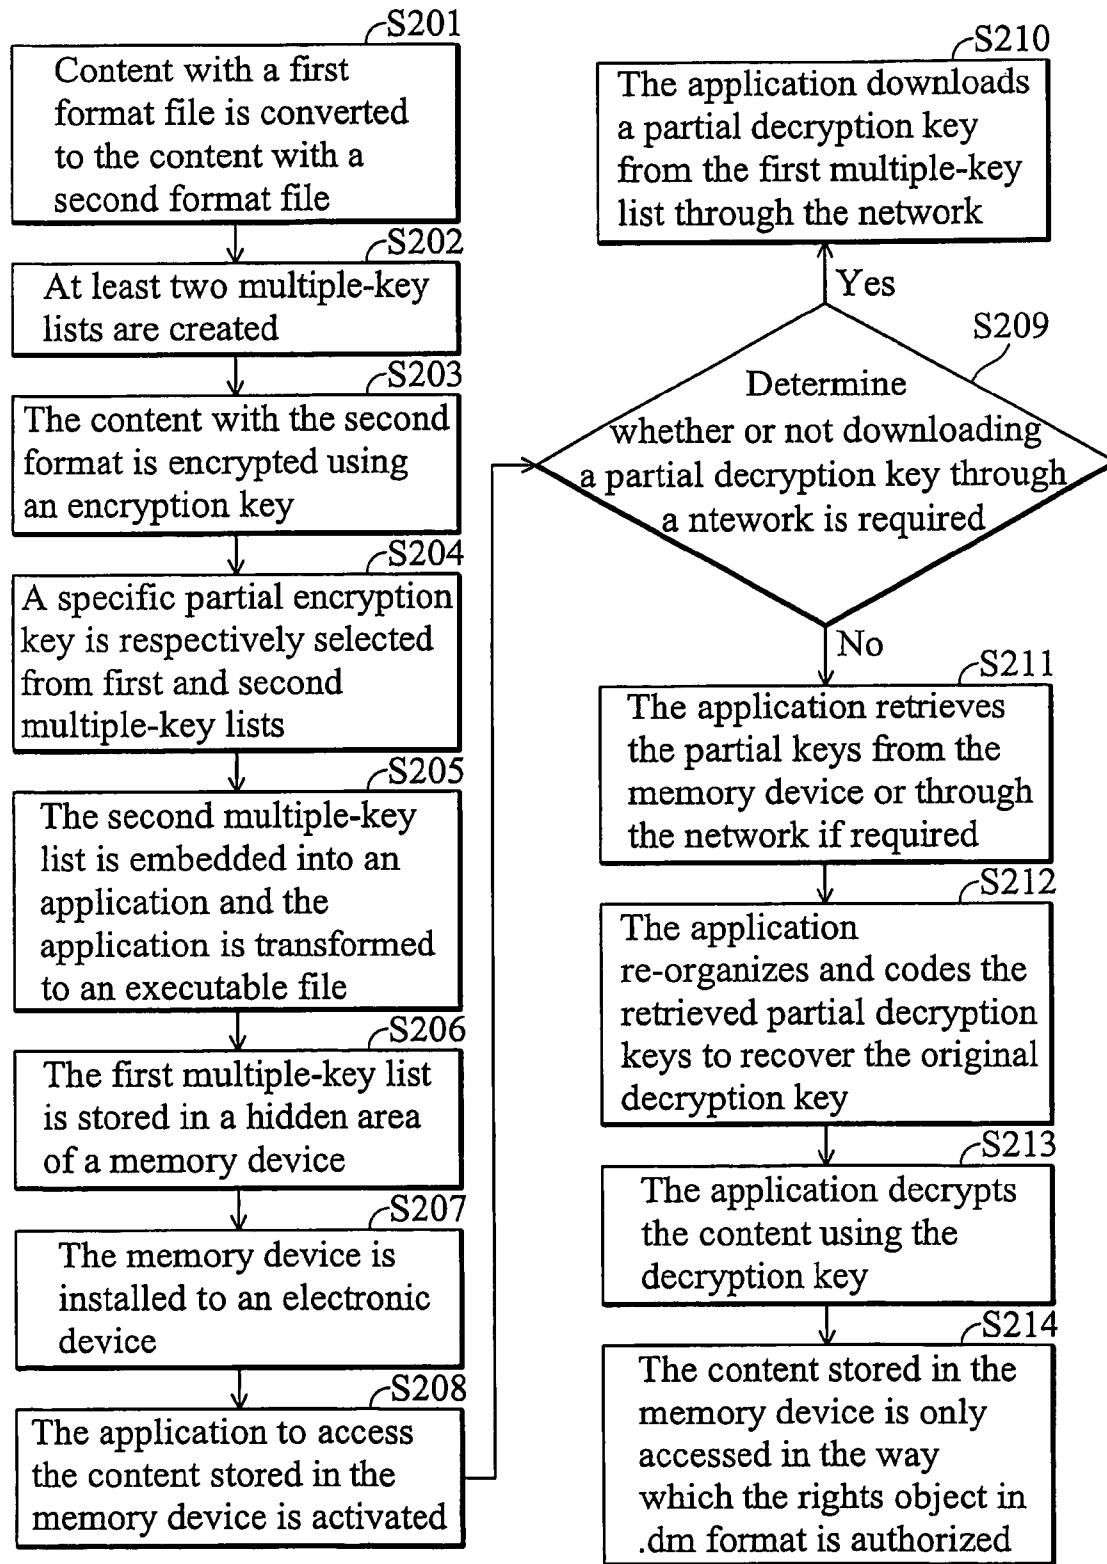 S201
Content with a first
format file is converted
to the content with a
second format file
S202
At least two multiple-key
lists are created
S203
The content with the second
format is encrypted using
an encryption key
S204
A specific partial encryption
key is respectively selected
from first and second
multiple-key lists
S205
The second multiple-key
list is embedded into an
application and the
application is transformed
to an executable file
S206
The first multiple-key list
is stored in a hidden area
of a memory device
S207
The memory device is
installed to an electronic
device
S208
The application to access
the content stored in the
memory device is activated
S210
The application downloads
a partial decryption key
from the first multiple-key
list through the network
Yes
S209
Determine
whether or not downloading
a partial decryption key through
a ntework is required
No
S211
The application retrieves
the partial keys from the
memory device or through
the network if required
S212
The application
re-organizes and codes the
retrieved partial decryption
keys to recover the original
decryption key
S213
The application decrypts
the content using the
decryption key
S214
The content stored in the
memory device is only
accessed in the way
which the rights object in
.dm format is authorized